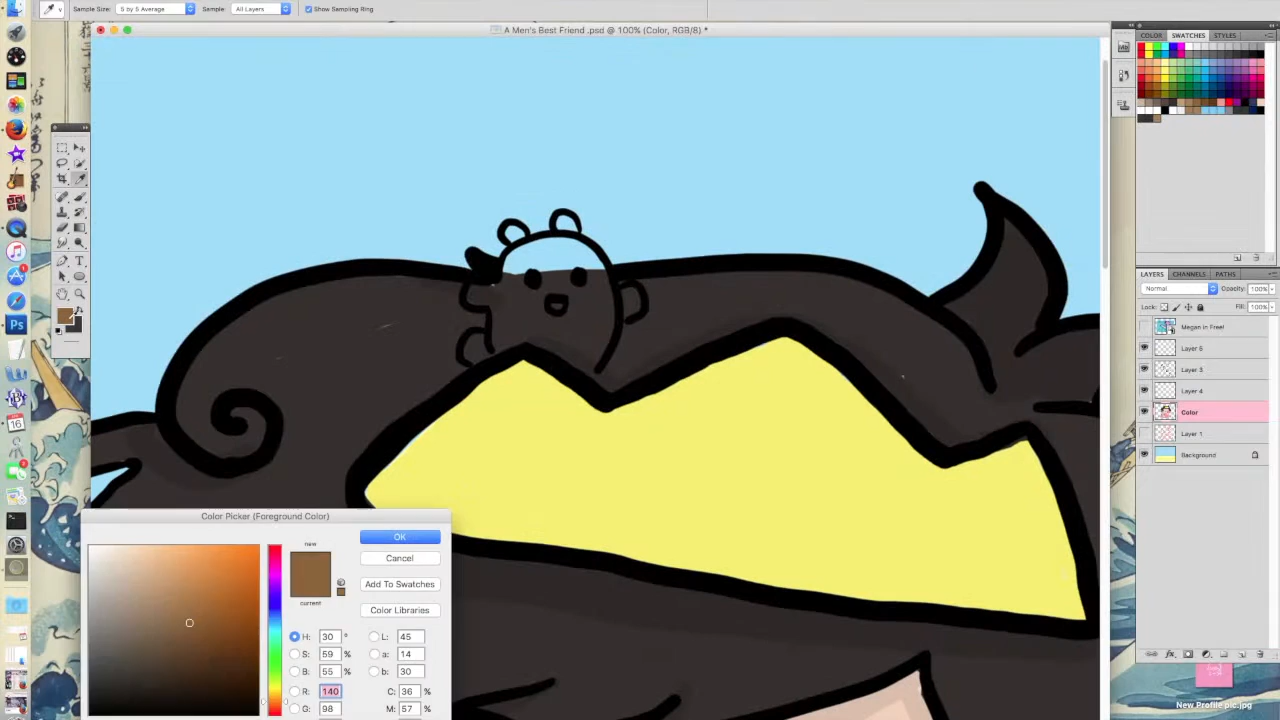 Sample Size: 5 by 5 Average Sample: All Layers Show Sampling Ring
A Men's Best Friend .psd @ 100% (Color, RGB/8) *
COLOR SWATCHES STYLES
LAYERS CHANNELS PATHS
Normal Opacity: 100%
Lock: Fill: 100%
Megan in Free!
Layer 6
Layer 3
Layer 4
Color
Layer 1
Background
Color Picker (Foreground Color)
new
current
OK
Cancel
Add To Swatches
Color Libraries
H: 30 ° L: 45
S: 59 % a: 14
B: 55 % b: 30
R: 140 C: 36 %
G: 98 M: 57 %
New Profile pic.jpg
16